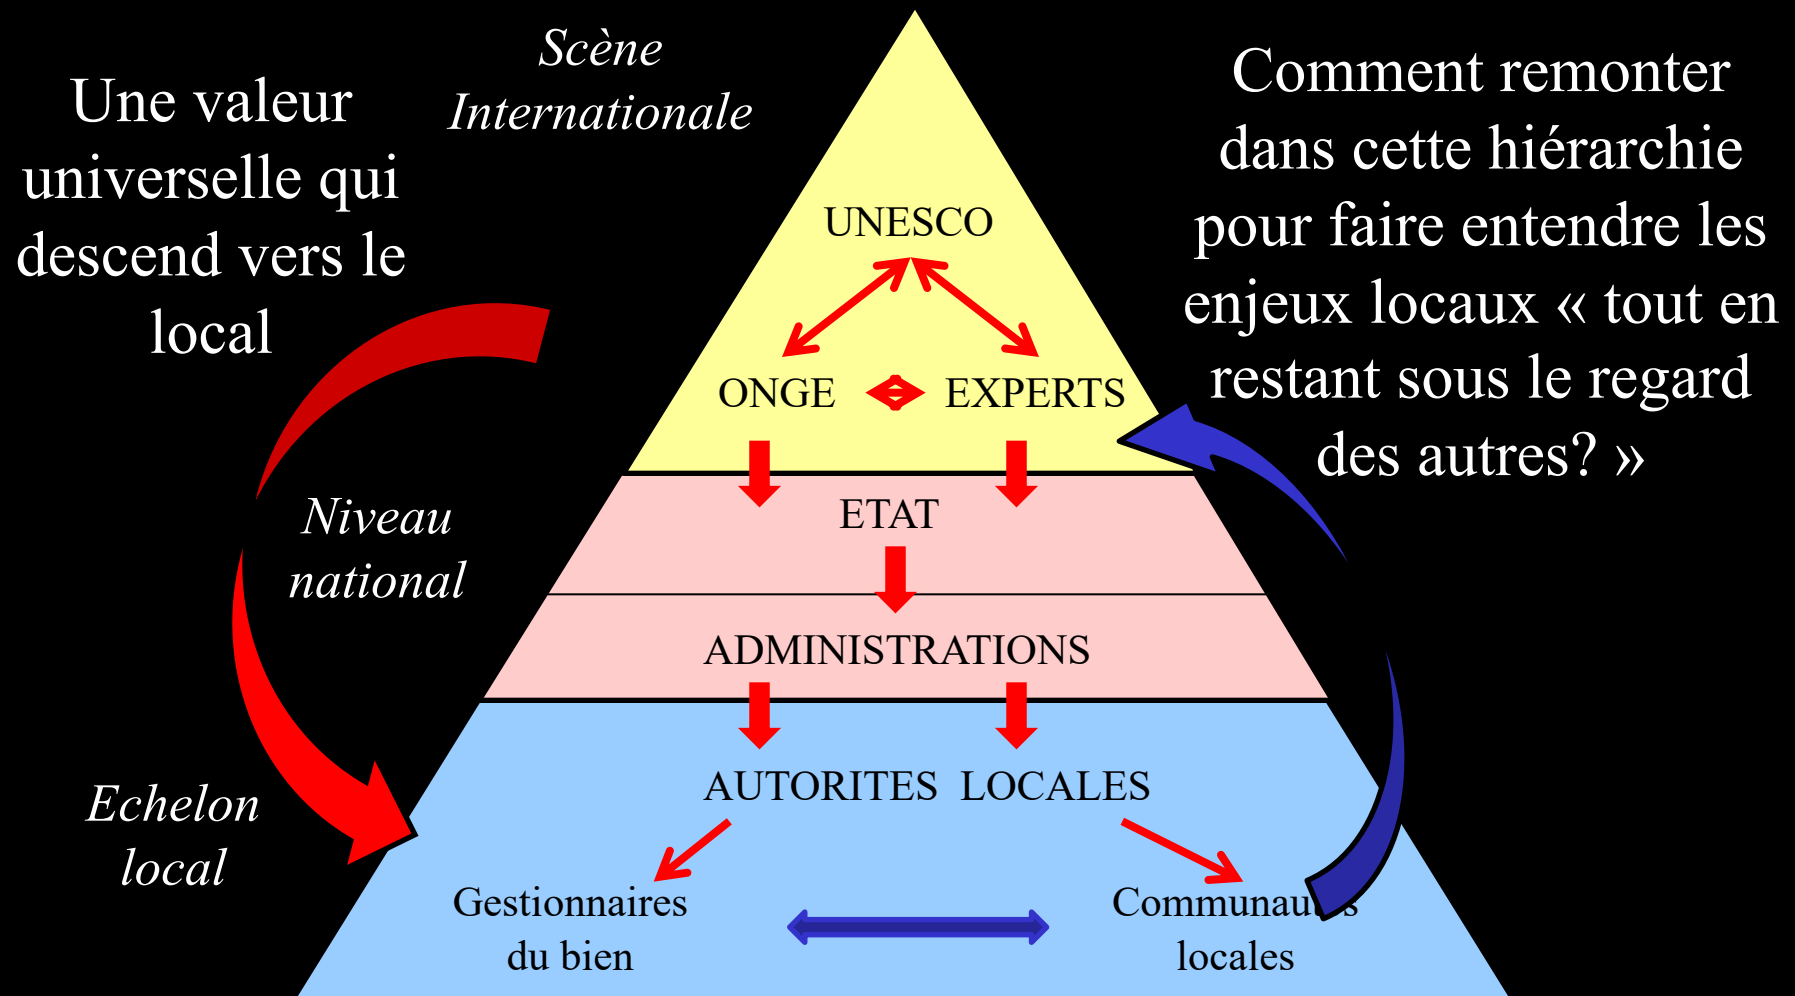 Scène
Internationale
Une valeur
universelle qui
descend vers le
local
Comment remonter
dans cette hiérarchie
pour faire entendre les
enjeux locaux « tout en
restant sous le regard
des autres? »
UNESCO
ONGE EXPERTS
Niveau
national
ETAT
ADMINISTRATIONS
Echelon
local
AUTORITES LOCALES
Gestionnaires
du bien
locales